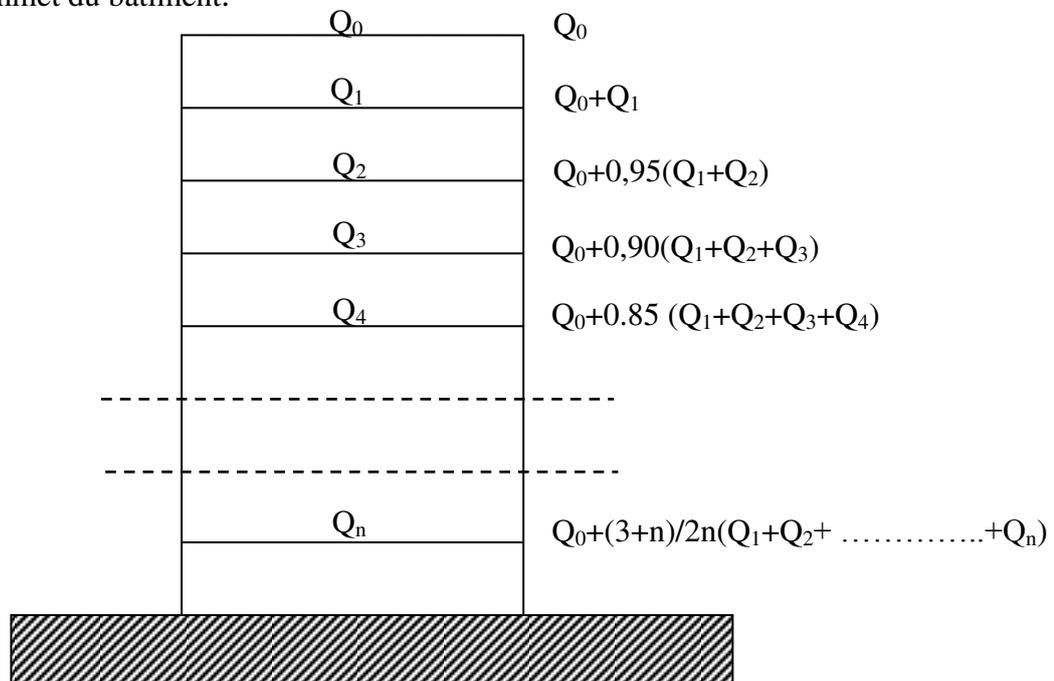 du bâtiment.
Q₀ Q₀
Q₁ Q₀+Q₁
Q₂ Q₀+0,95(Q₁+Q₂)
Q₃ Q₀+0,90(Q₁+Q₂+Q₃)
Q₄ Q₀+0.85 (Q₁+Q₂+Q₃+Q₄)
Qₙ Q₀+(3+n)/2n(Q₁+Q₂+ …………..+Qₙ)